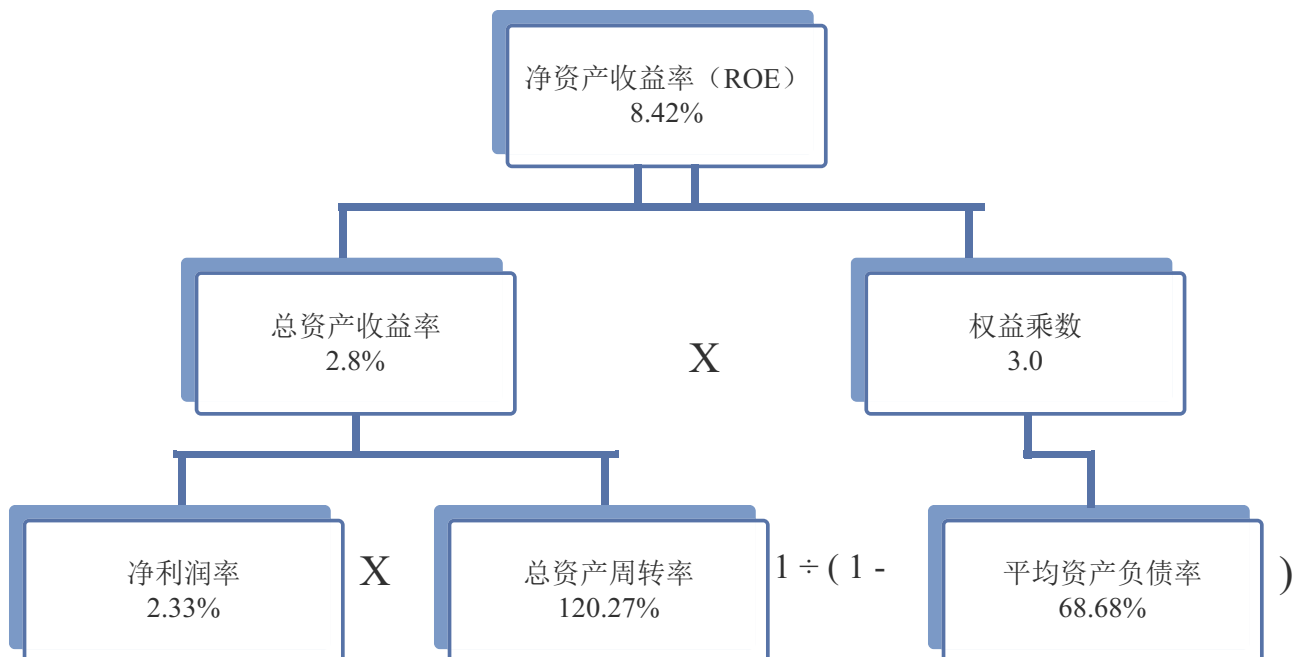 净资产收益率（ROE）
8.42%
总资产收益率
2.8%
X
权益乘数
3.0
净利润率
2.33%
X
总资产周转率
120.27%
1 ÷ ( 1 -
平均资产负债率
68.68%
)